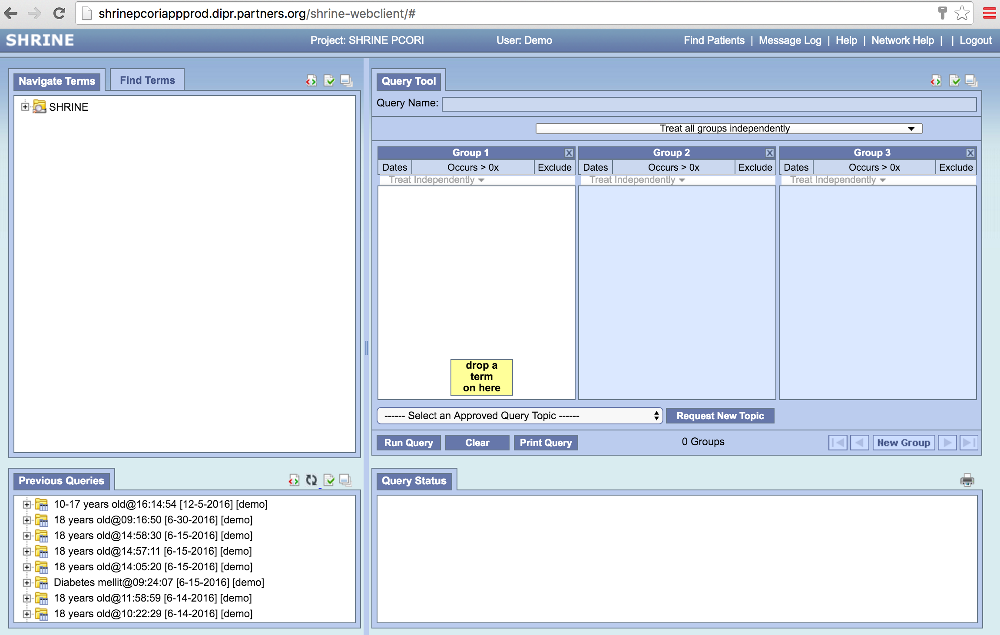 shrinepcoriappprod.dipr.partners.org/shrine-webclient/#
SHRINE
Project: SHRINE PCORI
User: Demo
Find Patients | Message Log | Help | Network Help | | Logout
Navigate Terms
Find Terms
SHRINE
Query Tool
Query Name:
Treat all groups independently
Group 1 X
Dates Occurs > 0x Exclude
Treat Independently
drop a
term
on here
Group 2 X
Dates Occurs > 0x Exclude
Treat Independently
Group 3 X
Dates Occurs > 0x Exclude
Treat Independently
------ Select an Approved Query Topic ------
Request New Topic
Run Query
Clear
Print Query
0 Groups
New Group
Previous Queries
10-17 years old@16:14:54 [12-5-2016] [demo]
18 years old@09:16:50 [6-30-2016] [demo]
18 years old@14:58:30 [6-15-2016] [demo]
18 years old@14:57:11 [6-15-2016] [demo]
18 years old@14:05:20 [6-15-2016] [demo]
Diabetes mellit@09:24:07 [6-15-2016] [demo]
18 years old@11:58:59 [6-14-2016] [demo]
18 years old@10:22:29 [6-14-2016] [demo]
Query Status